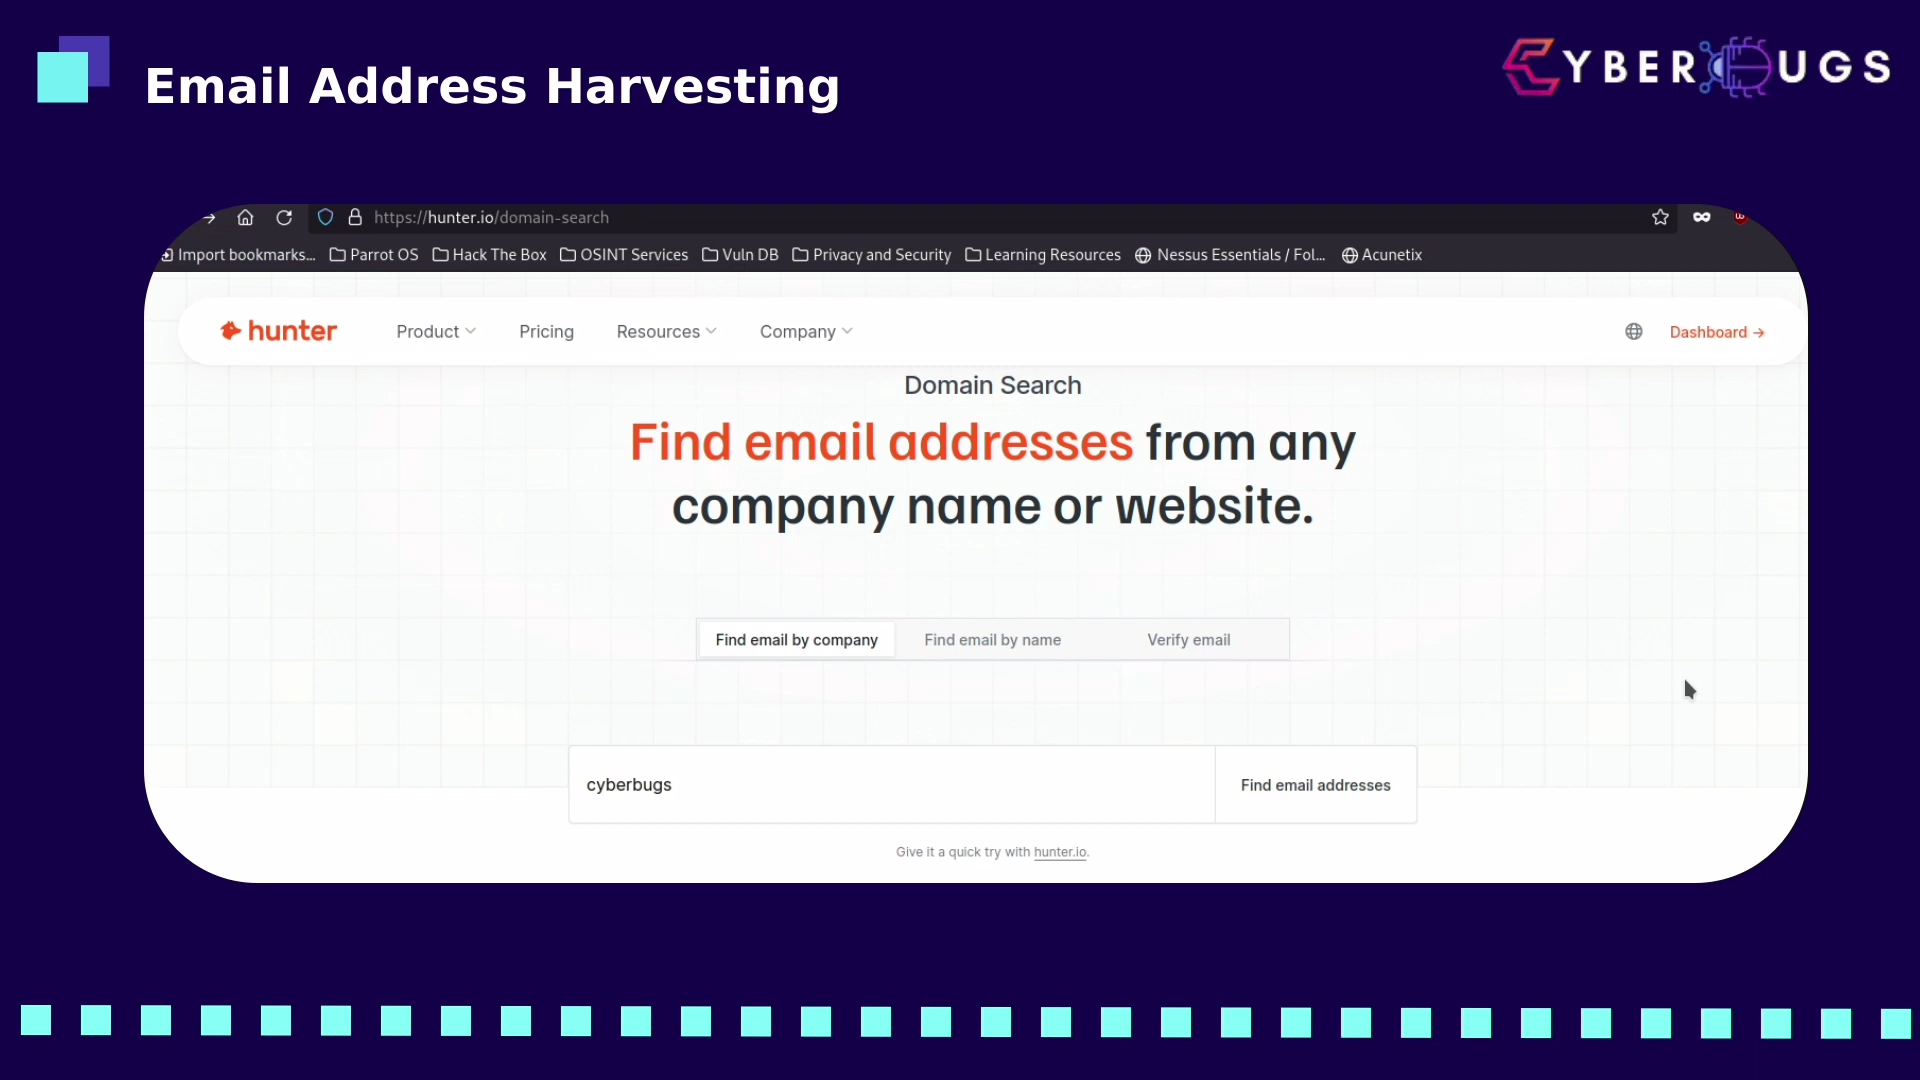 Email Address Harvesting
CYBERBUGS
https://hunter.io/domain-search
Import bookmarks... Parrot OS Hack The Box OSINT Services Vuln DB Privacy and Security Learning Resources Nessus Essentials / Fol... Acunetix
hunter Product Pricing Resources Company Dashboard →
Domain Search
Find email addresses from any
company name or website.
Find email by company Find email by name Verify email
cyberbugs Find email addresses
Give it a quick try with hunter.io.